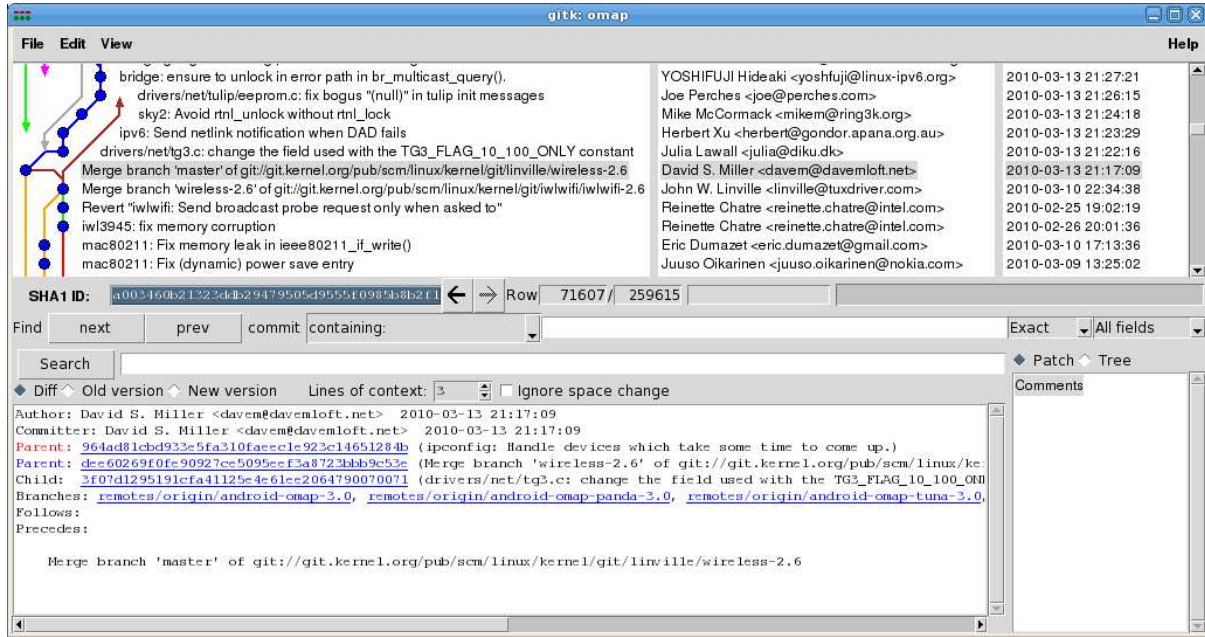 gitk: omap
File Edit View Help
bridge: ensure to unlock in error path in br_multicast_query(). YOSHIFUJI Hideaki <yoshfuji@linux-ipv6.org> 2010-03-13 21:27:21
drivers/net/tulip/eeprom.c: fix bogus "(null)" in tulip init messages Joe Perches <joe@perches.com> 2010-03-13 21:26:15
sky2: Avoid rtnl_unlock without rtnl_lock Mike McCormack <mikem@ring3k.org> 2010-03-13 21:24:18
ipv6: Send netlink notification when DAD fails Herbert Xu <herbert@gondor.apana.org.au> 2010-03-13 21:23:29
drivers/net/tg3.c: change the field used with the TG3_FLAG_10_100_ONLY constant Julia Lawall <julia@diku.dk> 2010-03-13 21:22:16
Merge branch 'master' of git://git.kernel.org/pub/scm/linux/kernel/git/linville/wireless-2.6 David S. Miller <davem@davemloft.net> 2010-03-13 21:17:09
Merge branch 'wireless-2.6' of git://git.kernel.org/pub/scm/linux/kernel/git/iwlwifi/iwlwifi-2.6 John W. Linville <linville@tuxdriver.com> 2010-03-10 22:34:38
Revert "iwlwifi: Send broadcast probe request only when asked to" Reinette Chatre <reinette.chatre@intel.com> 2010-02-25 19:02:19
iwl3945: fix memory corruption Reinette Chatre <reinette.chatre@intel.com> 2010-02-26 20:01:36
mac80211: Fix memory leak in ieee80211_if_write() Eric Dumazet <eric.dumazet@gmail.com> 2010-03-10 17:13:36
mac80211: Fix (dynamic) power save entry Juuso Oikarinen <juuso.oikarinen@nokia.com> 2010-03-09 13:25:02
SHA1 ID: a003460b21323ddb29479505d9555f0985b8b2f1 Row 71607 / 259615
Find next prev commit containing: Exact All fields
Search
Patch Tree
Diff Old version New version Lines of context: 3 Ignore space change
Comments
Author: David S. Miller <davem@davemloft.net> 2010-03-13 21:17:09
Committer: David S. Miller <davem@davemloft.net> 2010-03-13 21:17:09
Parent: 964ad81cbd933e5fa310faeec1e923c14651284b (ipconfig: Handle devices which take some time to come up.)
Parent: dee60269f0fe90927ce5095eef3a8723bbb9c53e (Merge branch 'wireless-2.6' of git://git.kernel.org/pub/scm/linux/ke
Child: 3f07d1295191cfa41125e4e61ee2064790070071 (drivers/net/tg3.c: change the field used with the TG3_FLAG_10_100_ONL
Branches: remotes/origin/android-omap-3.0, remotes/origin/android-omap-panda-3.0, remotes/origin/android-omap-tuna-3.0,
Follows:
Precedes:
Merge branch 'master' of git://git.kernel.org/pub/scm/linux/kernel/git/linville/wireless-2.6